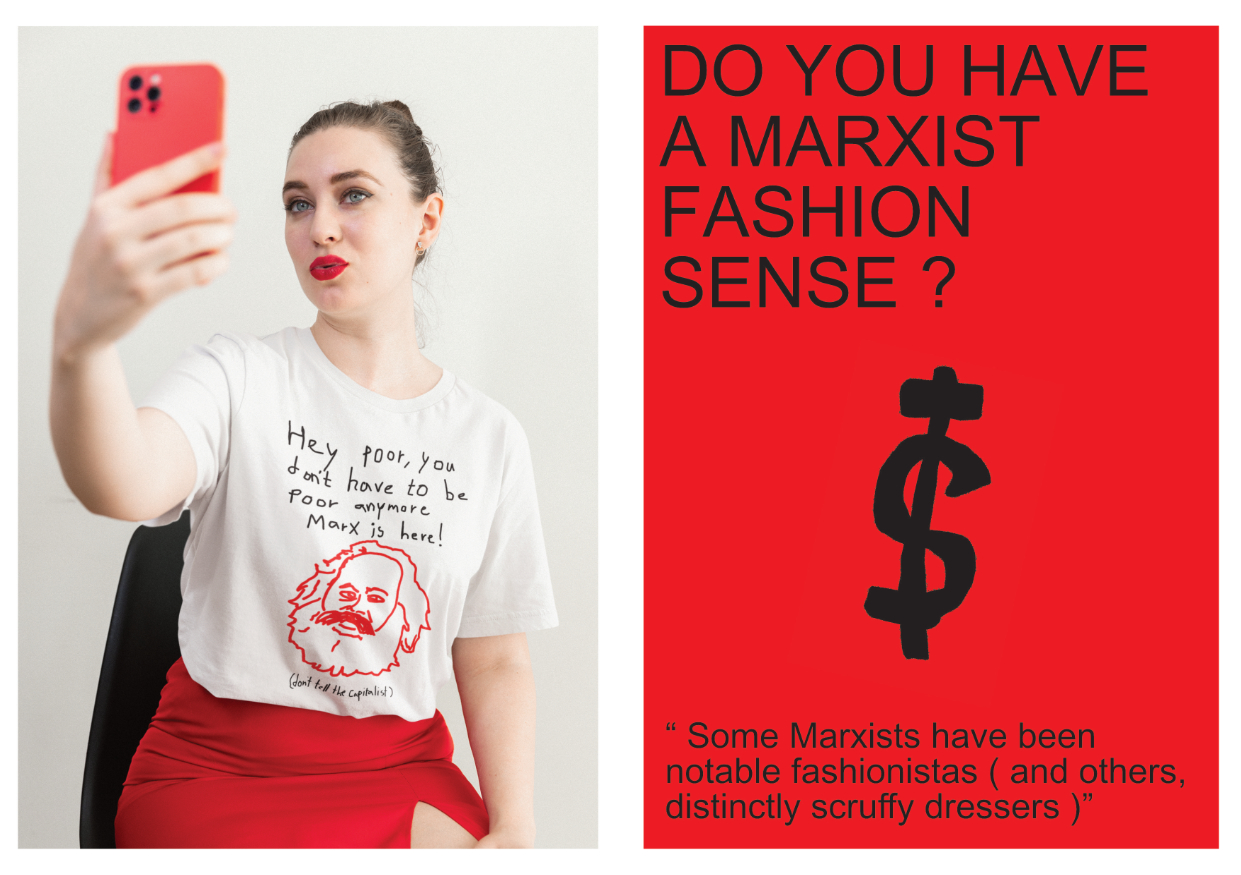 Hey poor, you
don't have to be
Poor anymore
Marx is here!
(don't tell the capitalist)
DO YOU HAVE
A MARXIST
FASHION
SENSE ?
“ Some Marxists have been
notable fashionistas ( and others,
distinctly scruffy dressers )”